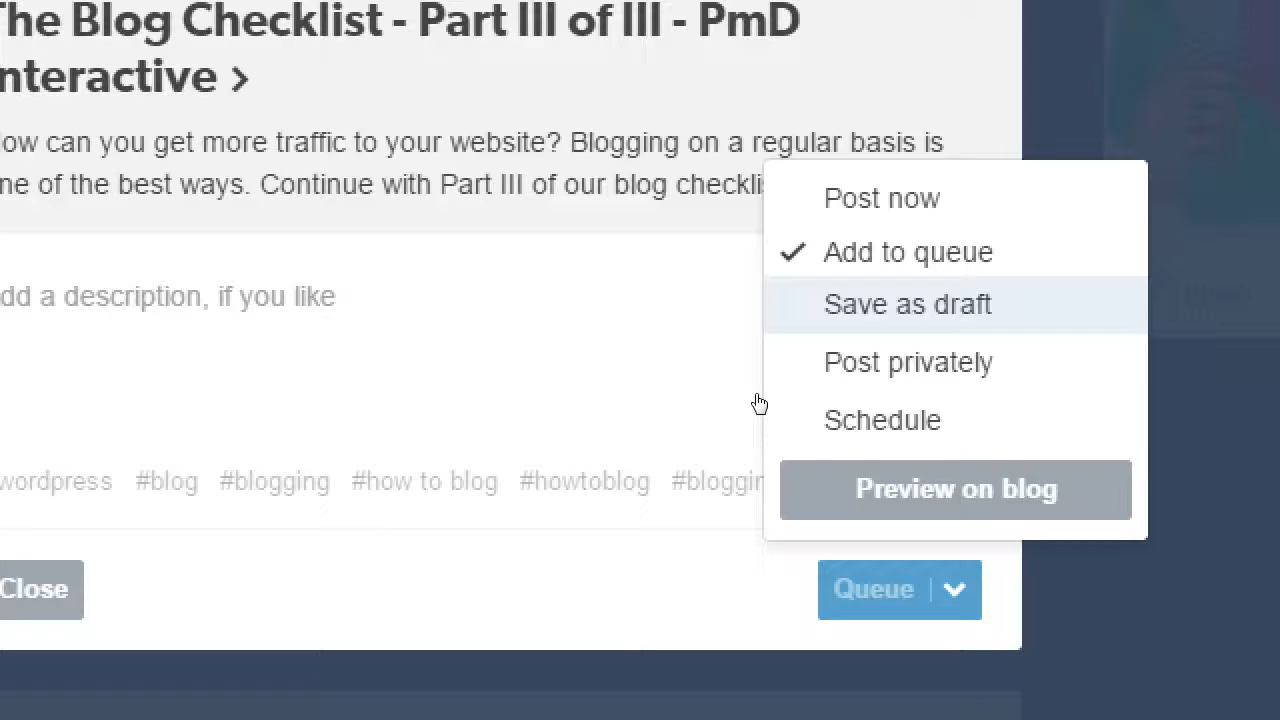 The Blog Checklist - Part III of III - PmD
nteractive >
ow can you get more traffic to your website? Blogging on a regular basis is
ne of the best ways. Continue with Part III of our blog checkli
Post now
Add to queue
Save as draft
Post privately
Schedule
Preview on blog
dd a description, if you like
wordpress #blog #blogging #how to blog #howtoblog #bloggin
Close
Queue